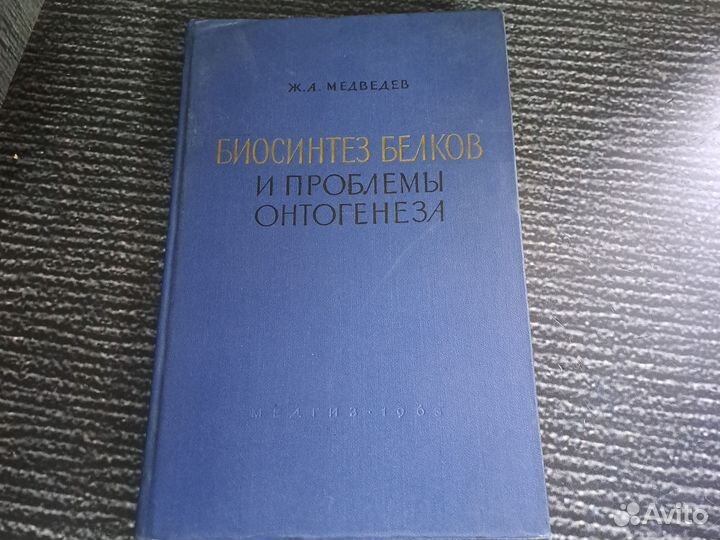 Ж.А. МЕДВЕДЕВ
БИОСИНТЕЗ БЕЛКОВ
И ПРОБЛЕМЫ
ОНТОГЕНЕЗА
МЕДГИЗ
Avito